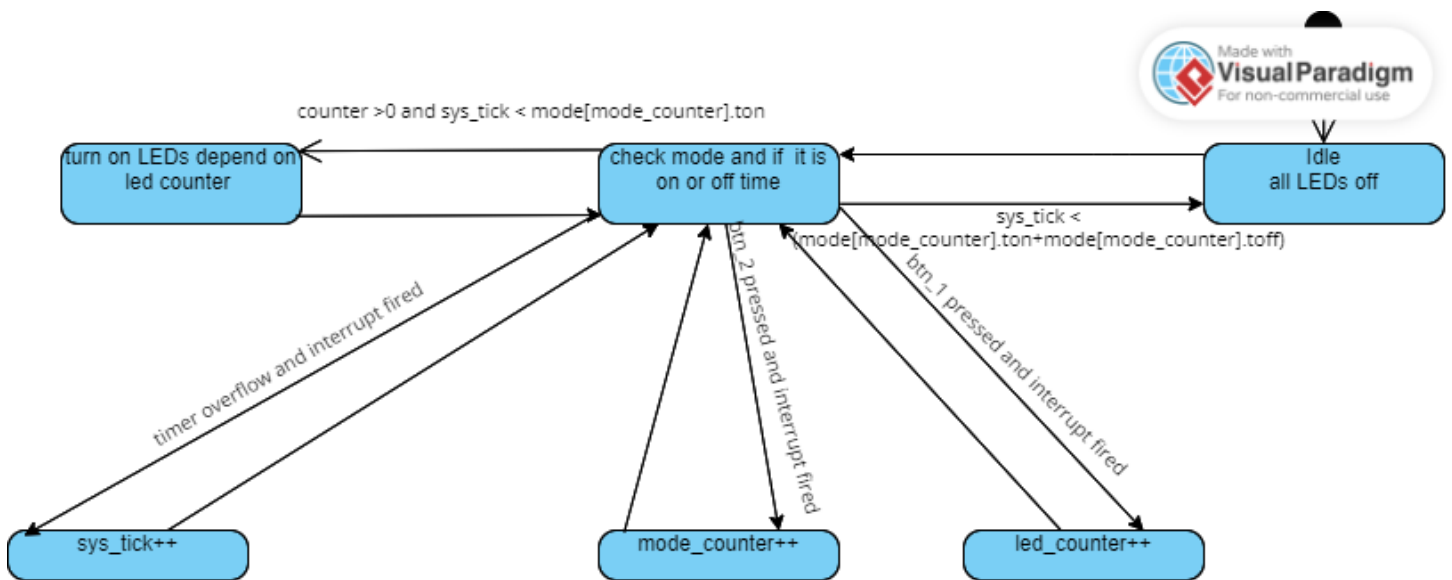 Made with
Visual Paradigm
For non-commercial use
counter >0 and sys_tick < mode[mode_counter].ton
turn on LEDs depend on
led counter
check mode and if it is
on or off time
Idle
all LEDs off
sys_tick <
(mode[mode_counter].ton+mode[mode_counter].toff)
timer overflow and interrupt fired
btn_2 pressed and interrupt fired
btn_1 pressed and interrupt fired
sys_tick++
mode_counter++
led_counter++